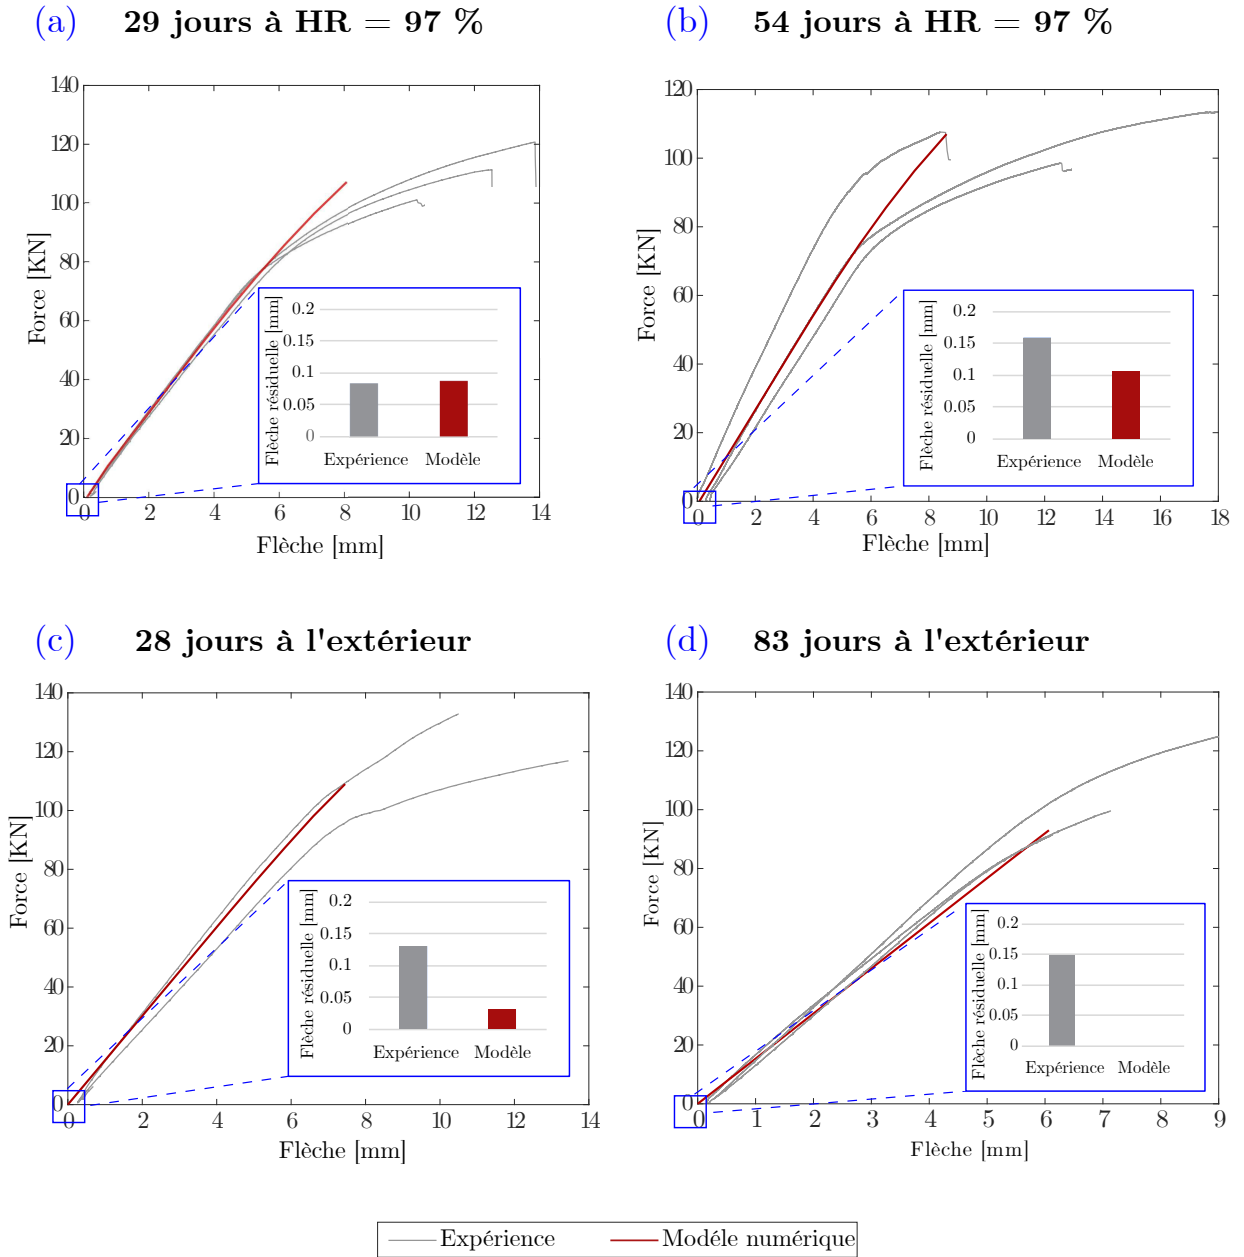 (a) 29 jours à HR = 97 %
140
120
100
80
60
40
20
0
Force [KN]
0 2 4 6 8 10 12 14
Flèche [mm]
Flèche résiduelle [mm]
0.2
0.15
0.1
0.05
0
Expérience Modèle
(b) 54 jours à HR = 97 %
120
100
80
60
40
20
0
Force [KN]
0 2 4 6 8 10 12 14 16 18
Flèche [mm]
Flèche résiduelle [mm]
0.2
0.15
0.1
0.05
0
Expérience Modèle
(c) 28 jours à l'extérieur
140
120
100
80
60
40
20
0
Force [KN]
0 2 4 6 8 10 12 14
Flèche [mm]
Flèche résiduelle [mm]
0.2
0.15
0.1
0.05
0
Expérience Modèle
(d) 83 jours à l'extérieur
140
120
100
80
60
40
20
0
Force [KN]
0 1 2 3 4 5 6 7 8 9
Flèche [mm]
Flèche résiduelle [mm]
0.2
0.15
0.1
0.05
0
Expérience Modèle
Expérience Modéle numérique